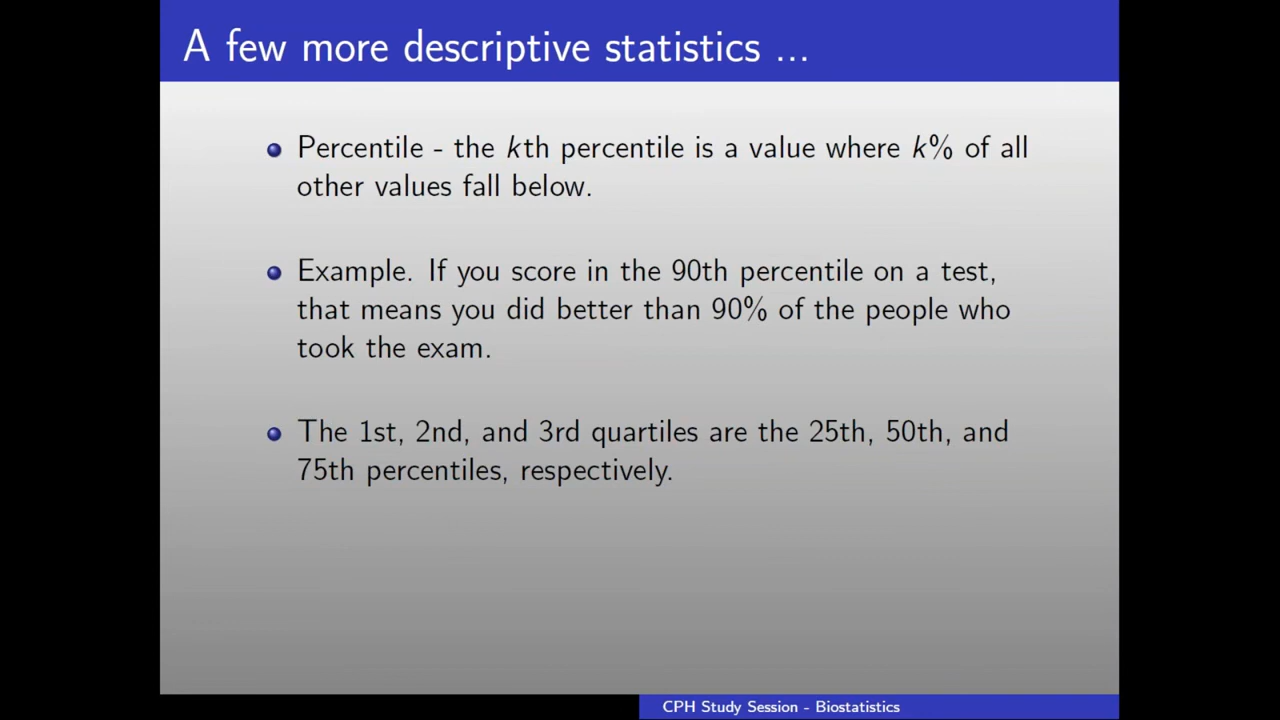 A few more descriptive statistics ...
Percentile - the kth percentile is a value where k% of all
other values fall below.
Example. If you score in the 90th percentile on a test,
that means you did better than 90% of the people who
took the exam.
The 1st, 2nd, and 3rd quartiles are the 25th, 50th, and
75th percentiles, respectively.
CPH Study Session - Biostatistics